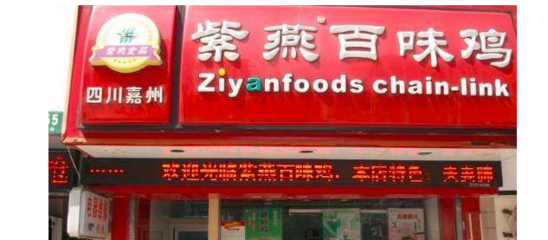 紫燕百味鸡
Ziyanfoods chain-link
紫燕食品
四川嘉州
55
欢迎光临紫燕百味鸡，本店特色：夫妻肺